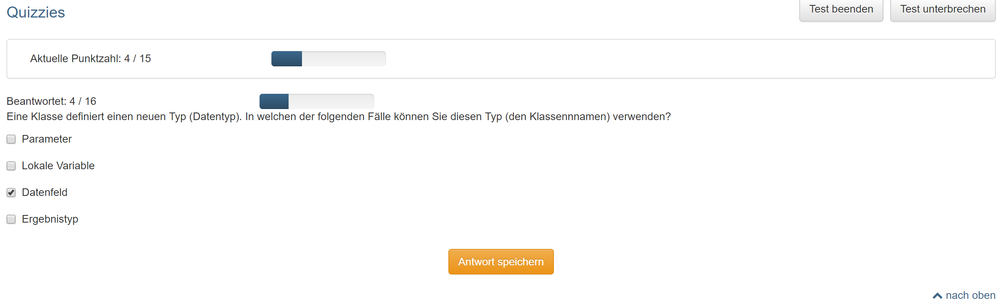 Quizzies
Test beenden
Test unterbrechen
Aktuelle Punktzahl: 4 / 15
Beantwortet: 4 / 16
Eine Klasse definiert einen neuen Typ (Datentyp). In welchen der folgenden Fälle können Sie diesen Typ (den Klassennnamen) verwenden?
Parameter
Lokale Variable
Datenfeld
Ergebnistyp
Antwort speichern
nach oben